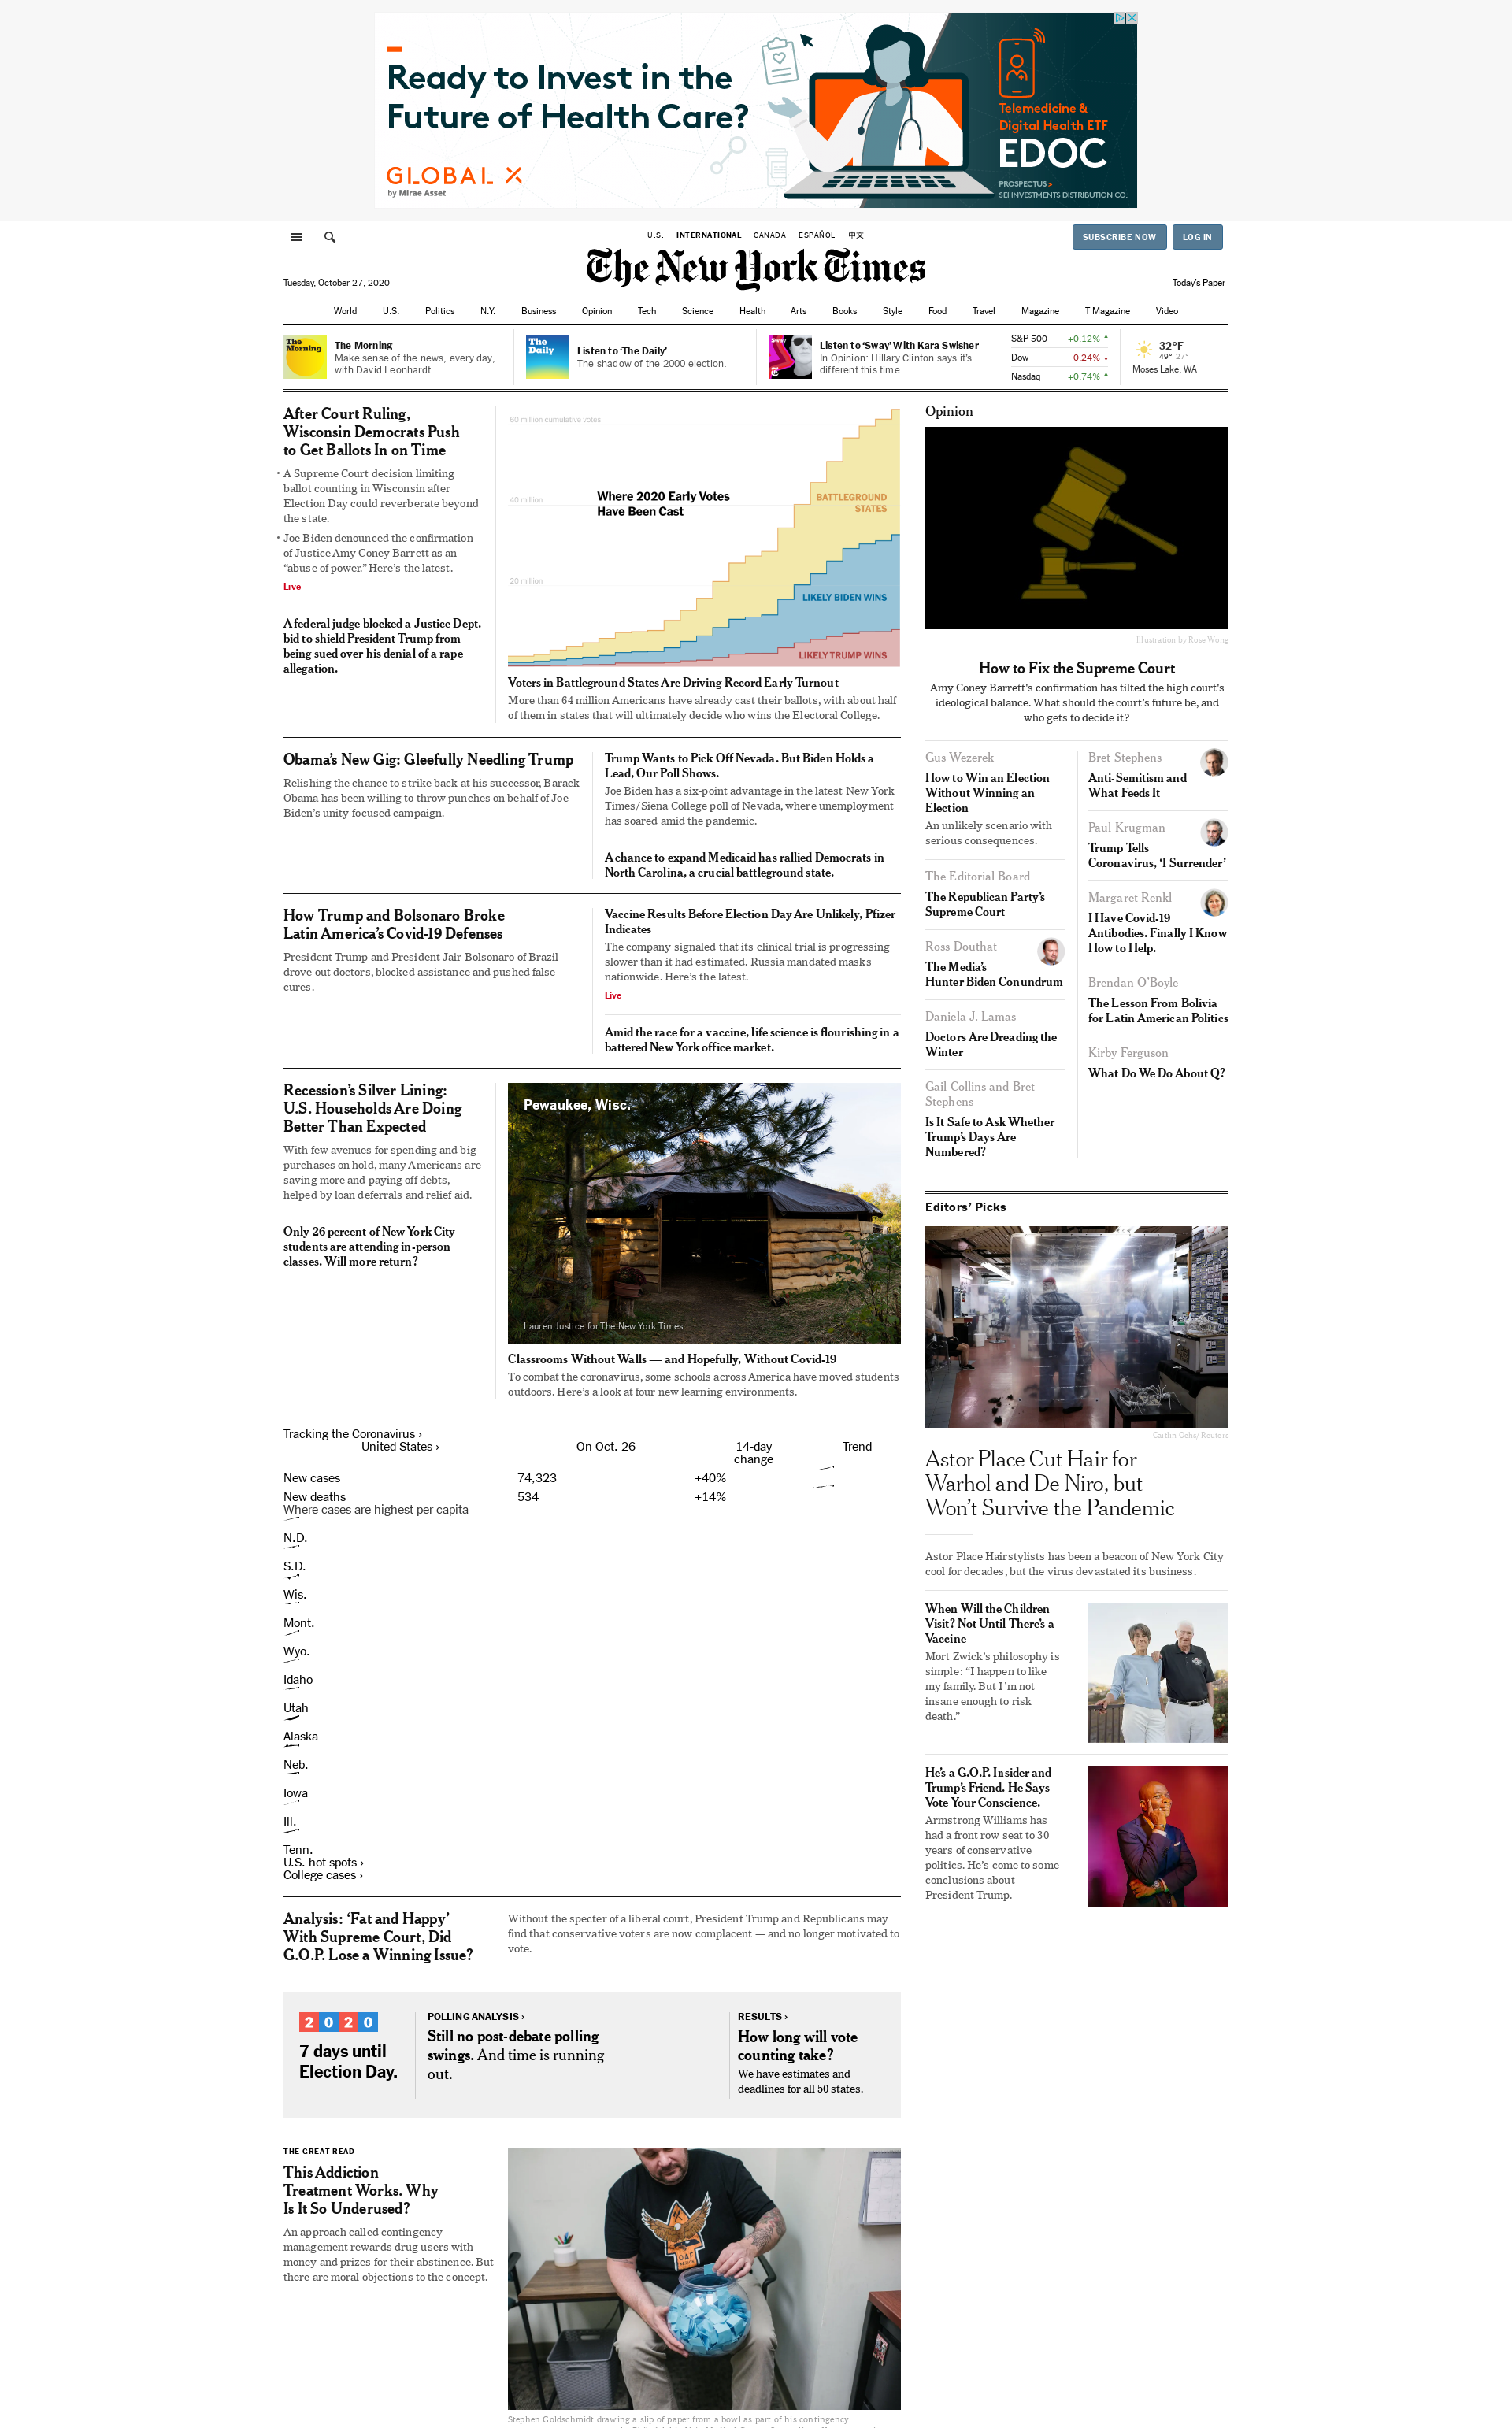 Ready to Invest in the
Future of Health Care?
GLOBAL X
by Mirae Asset
Telemedicine &
Digital Health ETF
EDOC
PROSPECTUS >
SEI INVESTMENTS DISTRIBUTION CO.
U.S. INTERNATIONAL CANADA ESPAÑOL 中文
SUBSCRIBE NOW LOG IN
The New York Times
Tuesday, October 27, 2020
Today's Paper
World U.S. Politics N.Y. Business Opinion Tech Science Health Arts Books Style Food Travel Magazine T Magazine Video
The Morning
The Morning
Make sense of the news, every day,
with David Leonhardt.
The Daily
Listen to 'The Daily'
The shadow of the 2000 election.
Sway
Listen to 'Sway' With Kara Swisher
In Opinion: Hillary Clinton says it's
different this time.
S&P 500 +0.12% ↑
Dow -0.24% ↓
Nasdaq +0.74% ↑
32°F
49° 27°
Moses Lake, WA
After Court Ruling,
Wisconsin Democrats Push
to Get Ballots In on Time
• A Supreme Court decision limiting
ballot counting in Wisconsin after
Election Day could reverberate beyond
the state.
• Joe Biden denounced the confirmation
of Justice Amy Coney Barrett as an
“abuse of power.” Here’s the latest.
Live
A federal judge blocked a Justice Dept.
bid to shield President Trump from
being sued over his denial of a rape
allegation.
60 million cumulative votes
40 million
20 million
Where 2020 Early Votes
Have Been Cast
BATTLEGROUND
STATES
LIKELY BIDEN WINS
LIKELY TRUMP WINS
Voters in Battleground States Are Driving Record Early Turnout
More than 64 million Americans have already cast their ballots, with about half
of them in states that will ultimately decide who wins the Electoral College.
Obama’s New Gig: Gleefully Needling Trump
Relishing the chance to strike back at his successor, Barack
Obama has been willing to throw punches on behalf of Joe
Biden’s unity-focused campaign.
Trump Wants to Pick Off Nevada. But Biden Holds a
Lead, Our Poll Shows.
Joe Biden has a six-point advantage in the latest New York
Times/Siena College poll of Nevada, where unemployment
has soared amid the pandemic.
A chance to expand Medicaid has rallied Democrats in
North Carolina, a crucial battleground state.
How Trump and Bolsonaro Broke
Latin America’s Covid-19 Defenses
President Trump and President Jair Bolsonaro of Brazil
drove out doctors, blocked assistance and pushed false
cures.
Vaccine Results Before Election Day Are Unlikely, Pfizer
Indicates
The company signaled that its clinical trial is progressing
slower than it had estimated. Russia mandated masks
nationwide. Here’s the latest.
Live
Amid the race for a vaccine, life science is flourishing in a
battered New York office market.
Recession’s Silver Lining:
U.S. Households Are Doing
Better Than Expected
With few avenues for spending and big
purchases on hold, many Americans are
saving more and paying off debts,
helped by loan deferrals and relief aid.
Only 26 percent of New York City
students are attending in-person
classes. Will more return?
Pewaukee, Wisc.
Lauren Justice for The New York Times
Classrooms Without Walls — and Hopefully, Without Covid-19
To combat the coronavirus, some schools across America have moved students
outdoors. Here’s a look at four new learning environments.
Tracking the Coronavirus ›
United States › On Oct. 26 14-day
change Trend
New cases 74,323 +40%
New deaths 534 +14%
Where cases are highest per capita
N.D.
S.D.
Wis.
Mont.
Wyo.
Idaho
Utah
Alaska
Neb.
Iowa
Ill.
Tenn.
U.S. hot spots ›
College cases ›
Analysis: ‘Fat and Happy’
With Supreme Court, Did
G.O.P. Lose a Winning Issue?
Without the specter of a liberal court, President Trump and Republicans may
find that conservative voters are now complacent — and no longer motivated to
vote.
2020
7 days until
Election Day.
POLLING ANALYSIS ›
Still no post-debate polling
swings. And time is running
out.
RESULTS ›
How long will vote
counting take?
We have estimates and
deadlines for all 50 states.
THE GREAT READ
This Addiction
Treatment Works. Why
Is It So Underused?
An approach called contingency
management rewards drug users with
money and prizes for their abstinence. But
there are moral objections to the concept.
Stephen Goldschmidt drawing a slip of paper from a bowl as part of his contingency
Opinion
Illustration by Rose Wong
How to Fix the Supreme Court
Amy Coney Barrett’s confirmation has tilted the high court’s
ideological balance. What should the court’s future be, and
who gets to decide it?
Gus Wezerek
How to Win an Election
Without Winning an
Election
An unlikely scenario with
serious consequences.
The Editorial Board
The Republican Party’s
Supreme Court
Ross Douthat
The Media’s
Hunter Biden Conundrum
Daniela J. Lamas
Doctors Are Dreading the
Winter
Gail Collins and Bret
Stephens
Is It Safe to Ask Whether
Trump’s Days Are
Numbered?
Bret Stephens
Anti-Semitism and
What Feeds It
Paul Krugman
Trump Tells
Coronavirus, ‘I Surrender’
Margaret Renkl
I Have Covid-19
Antibodies. Finally I Know
How to Help.
Brendan O’Boyle
The Lesson From Bolivia
for Latin American Politics
Kirby Ferguson
What Do We Do About Q?
Editors’ Picks
Caitlin Ochs/Reuters
Astor Place Cut Hair for
Warhol and De Niro, but
Won’t Survive the Pandemic
Astor Place Hairstylists has been a beacon of New York City
cool for decades, but the virus devastated its business.
When Will the Children
Visit? Not Until There’s a
Vaccine
Mort Zwick’s philosophy is
simple: “I happen to like
my family. But I’m not
insane enough to risk
death.”
He’s a G.O.P. Insider and
Trump’s Friend. He Says
Vote Your Conscience.
Armstrong Williams has
had a front row seat to 30
years of conservative
politics. He’s come to some
conclusions about
President Trump.